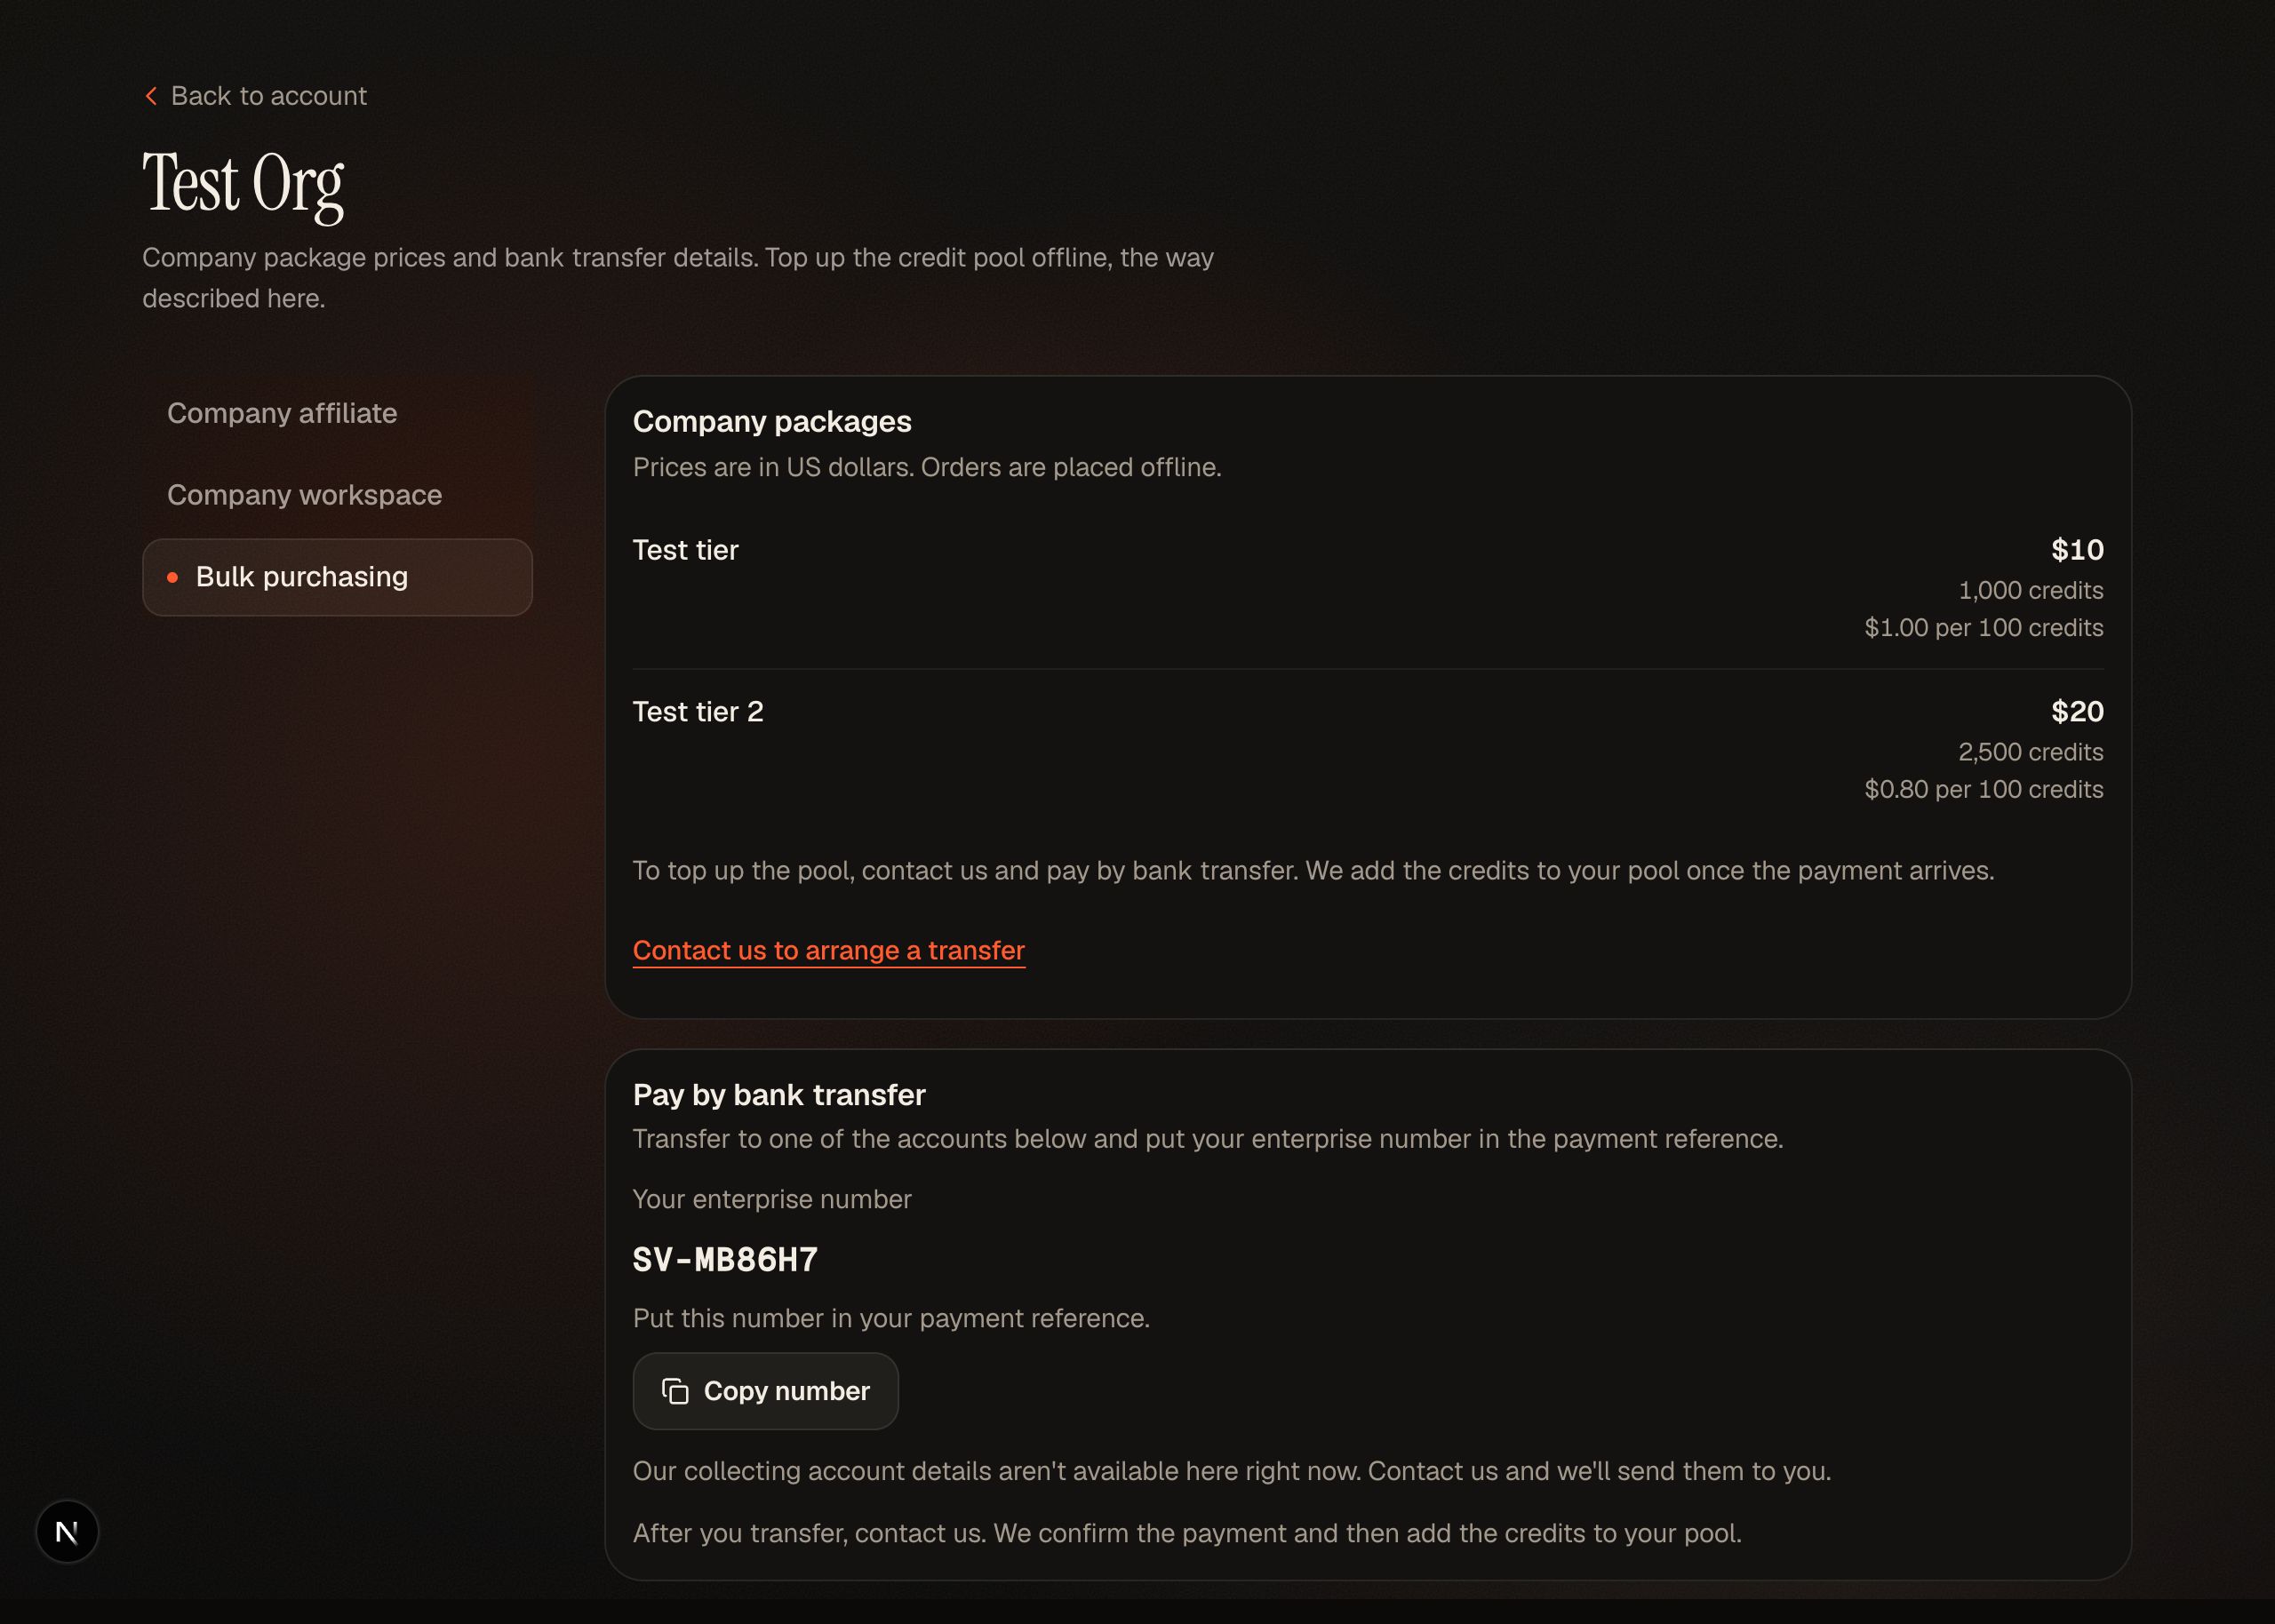 Back to account
Test Org
Company package prices and bank transfer details. Top up the credit pool offline, the way
described here.
Company affiliate
Company workspace
Bulk purchasing
Company packages
Prices are in US dollars. Orders are placed offline.
Test tier
$10
1,000 credits
$1.00 per 100 credits
Test tier 2
$20
2,500 credits
$0.80 per 100 credits
To top up the pool, contact us and pay by bank transfer. We add the credits to your pool once the payment arrives.
Contact us to arrange a transfer
Pay by bank transfer
Transfer to one of the accounts below and put your enterprise number in the payment reference.
Your enterprise number
SV-MB86H7
Put this number in your payment reference.
Copy number
Our collecting account details aren't available here right now. Contact us and we'll send them to you.
After you transfer, contact us. We confirm the payment and then add the credits to your pool.
N